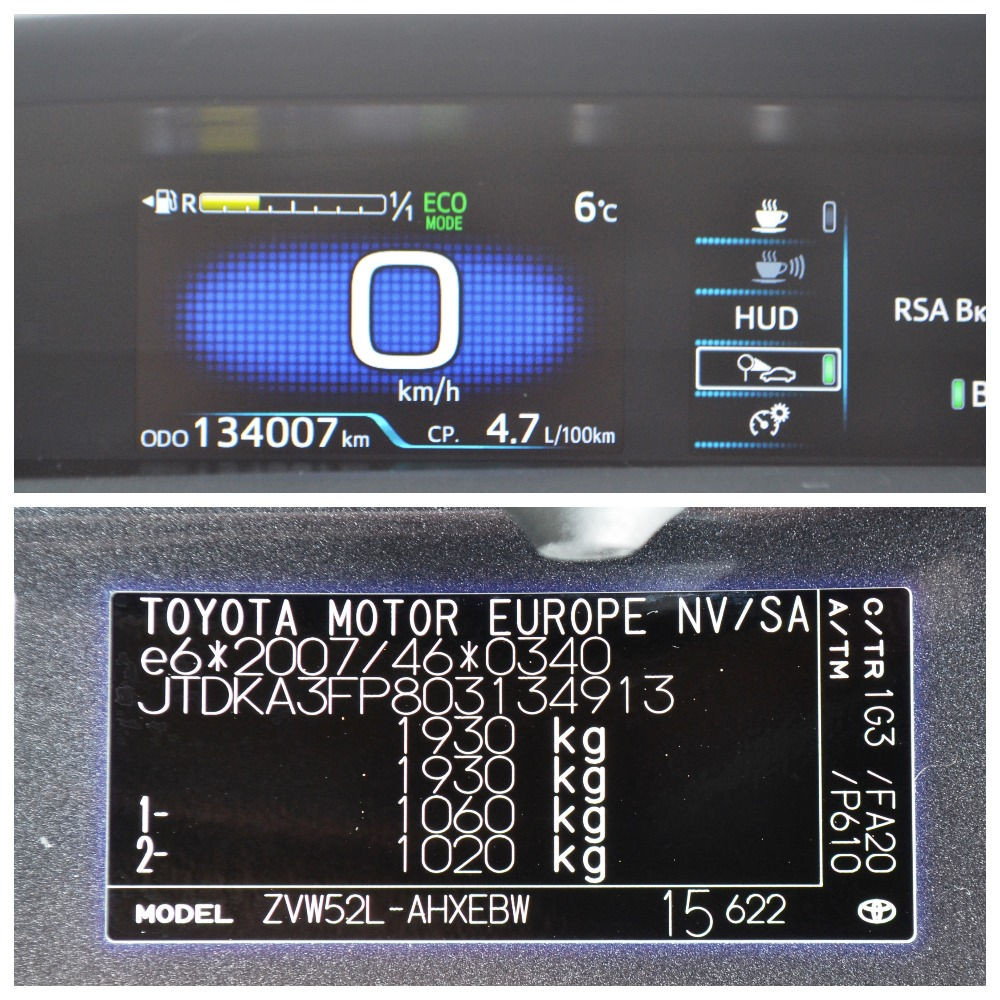 R 1/1 ECO MODE 6°C
0
km/h
ODO 134007 km CP. 4.7 L/100km
HUD
RSA Вк
В
TOYOTA MOTOR EUROPE NV/SA
e6*2007/46*0340
JTDKA3FP803134913
1930 kg
1930 kg
1- 1060 kg
2- 1020 kg
MODEL ZVW52L-AHXEBW 15 622
C/TR 1G3 /FA20
A/TM /P610